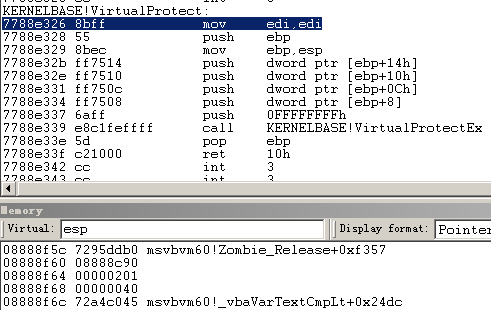 KERNELBASE!VirtualProtect:
7788e326 8bff mov edi,edi
7788e328 55 push ebp
7788e329 8bec mov ebp,esp
7788e32b ff7514 push dword ptr [ebp+14h]
7788e32e ff7510 push dword ptr [ebp+10h]
7788e331 ff750c push dword ptr [ebp+0Ch]
7788e334 ff7508 push dword ptr [ebp+8]
7788e337 6aff push 0FFFFFFFFh
7788e339 e8c1feffff call KERNELBASE!VirtualProtectEx
7788e33e 5d pop ebp
7788e33f c21000 ret 10h
7788e342 cc int 3
7788e343 cc int 3
Memory
Virtual: esp Display format: Pointer
08888f5c 7295ddb0 msvbvm60!Zombie_Release+0xf357
08888f60 08888c90
08888f64 00000201
08888f68 00000040
08888f6c 72a4c045 msvbvm60!_vbaVarTextCmpLt+0x24dc